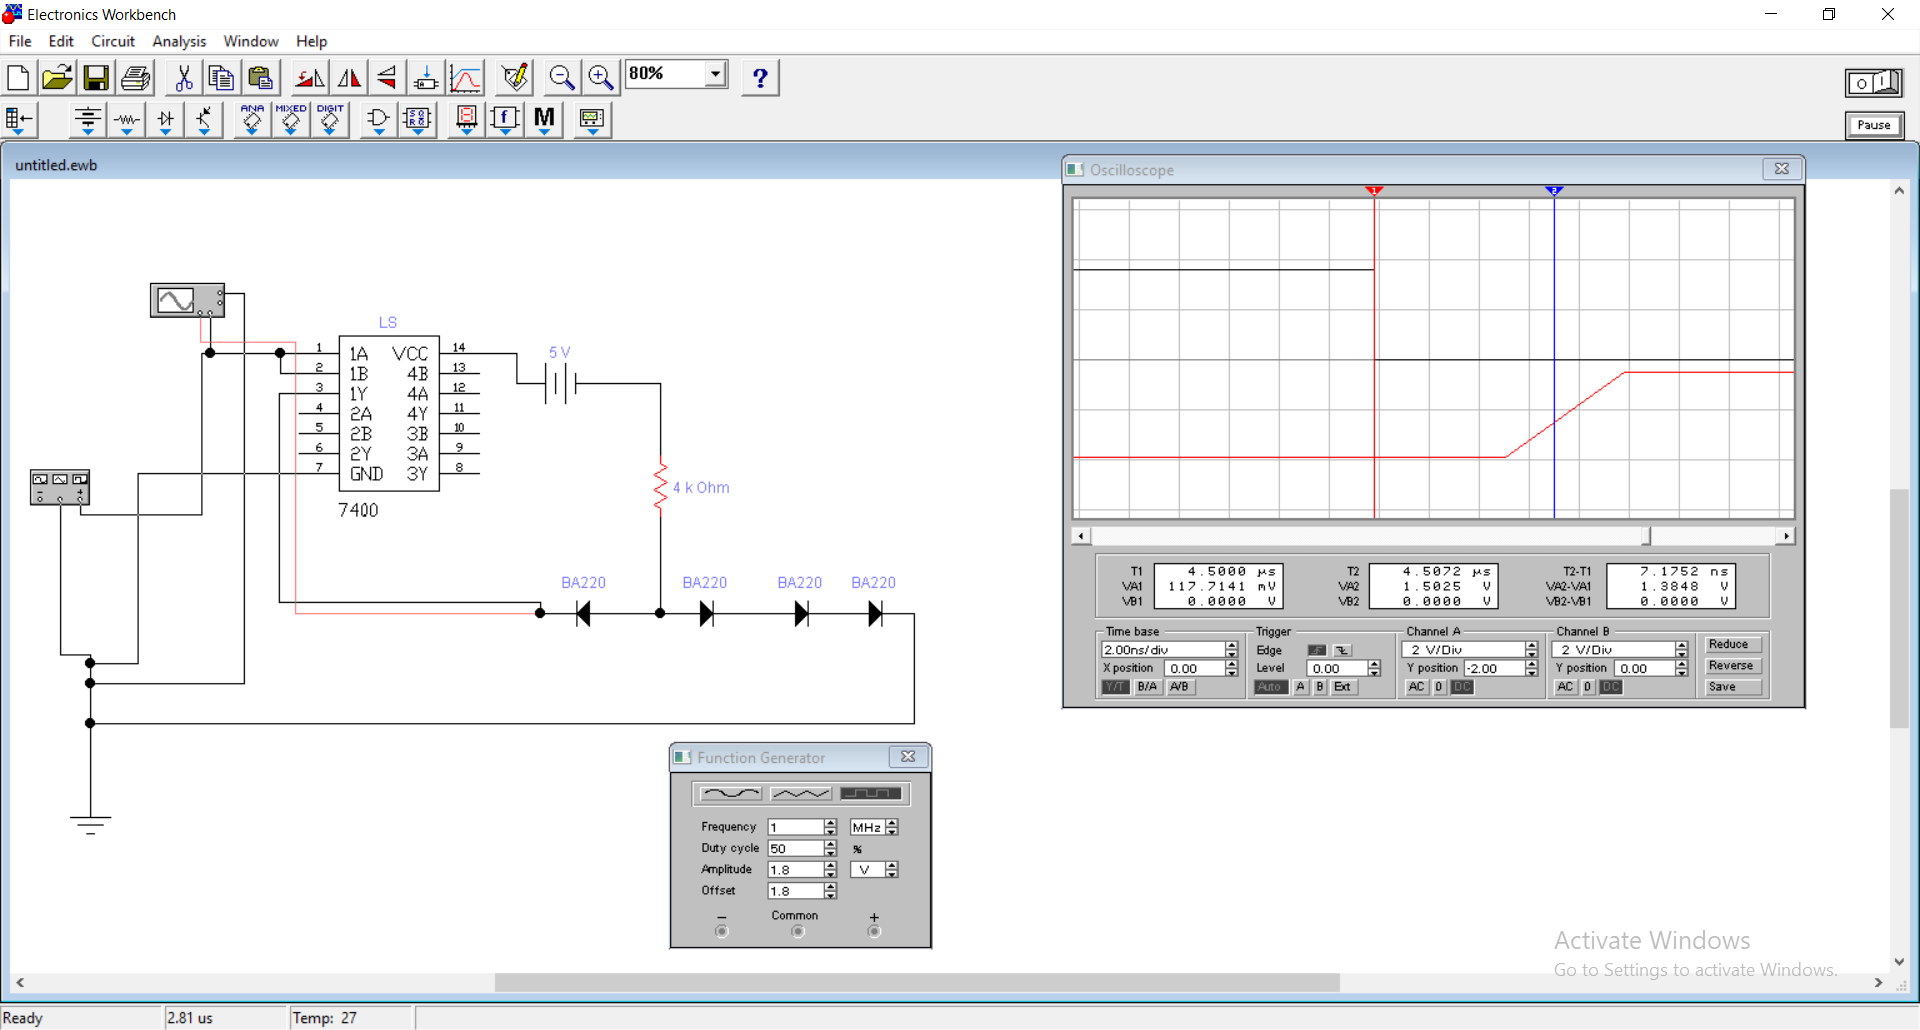 Electronics Workbench
File Edit Circuit Analysis Window Help
80%
?
ANA MIXED DIGIT
f M
Pause
untitled.ewb
Oscilloscope
1 2
LS
1 1A VCC 14
2 1B 4B 13
3 1Y 4A 12
4 2A 4Y 11
5 2B 3B 10
6 2Y 3A 9
7 GND 3Y 8
7400
5 V
4 k Ohm
BA220 BA220 BA220 BA220
T1 4.5000 µs T2 4.5072 µs T2-T1 7.1752 ns
VA1 117.7141 mV VA2 1.5025 V VA2-VA1 1.3848 V
VB1 0.0000 V VB2 0.0000 V VB2-VB1 0.0000 V
Time base Trigger Channel A Channel B
2.00ns/div Edge 2 V/Div 2 V/Div Reduce
X position 0.00 Level 0.00 Y position -2.00 Y position 0.00 Reverse
Y/T B/A A/B Auto A B Ext AC 0 DC AC 0 DC Save
Function Generator
Frequency 1 MHz
Duty cycle 50 %
Amplitude 1.8 V
Offset 1.8
− Common +
Activate Windows
Go to Settings to activate Windows.
Ready 2.81 us Temp: 27